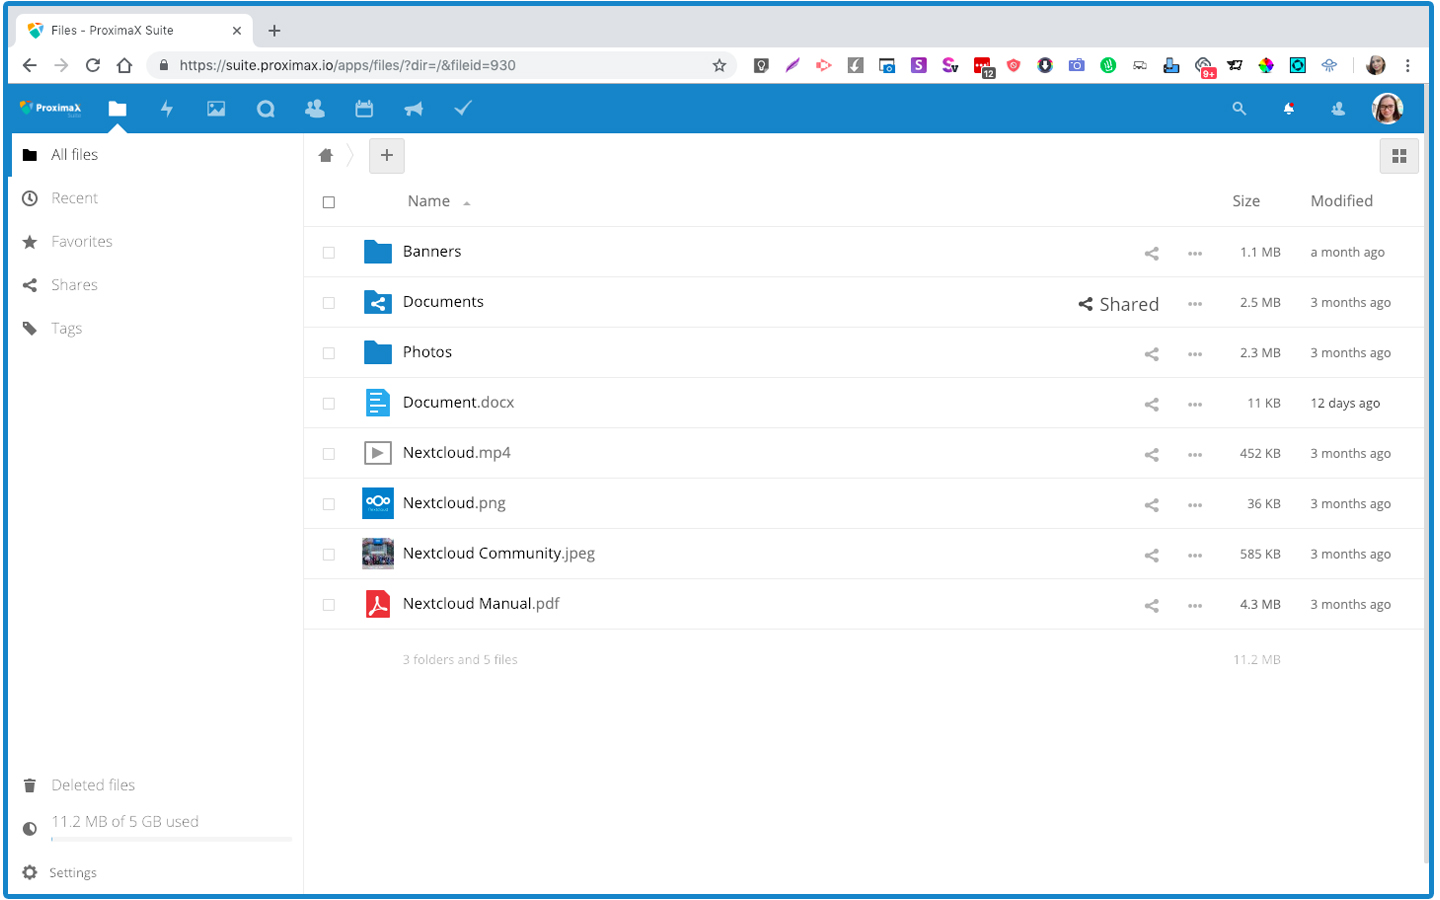 Files - ProximaX Suite
https://suite.proximax.io/apps/files/?dir=/&fileid=930
S
Sv
12
9+
ProximaX
Suite
All files
Recent
Favorites
Shares
Tags
Name Size Modified
Banners 1.1 MB a month ago
Documents Shared 2.5 MB 3 months ago
Photos 2.3 MB 3 months ago
Document.docx 11 KB 12 days ago
Nextcloud.mp4 452 KB 3 months ago
Nextcloud.png 36 KB 3 months ago
Nextcloud Community.jpeg 585 KB 3 months ago
Nextcloud Manual.pdf 4.3 MB 3 months ago
3 folders and 5 files 11.2 MB
Deleted files
11.2 MB of 5 GB used
Settings